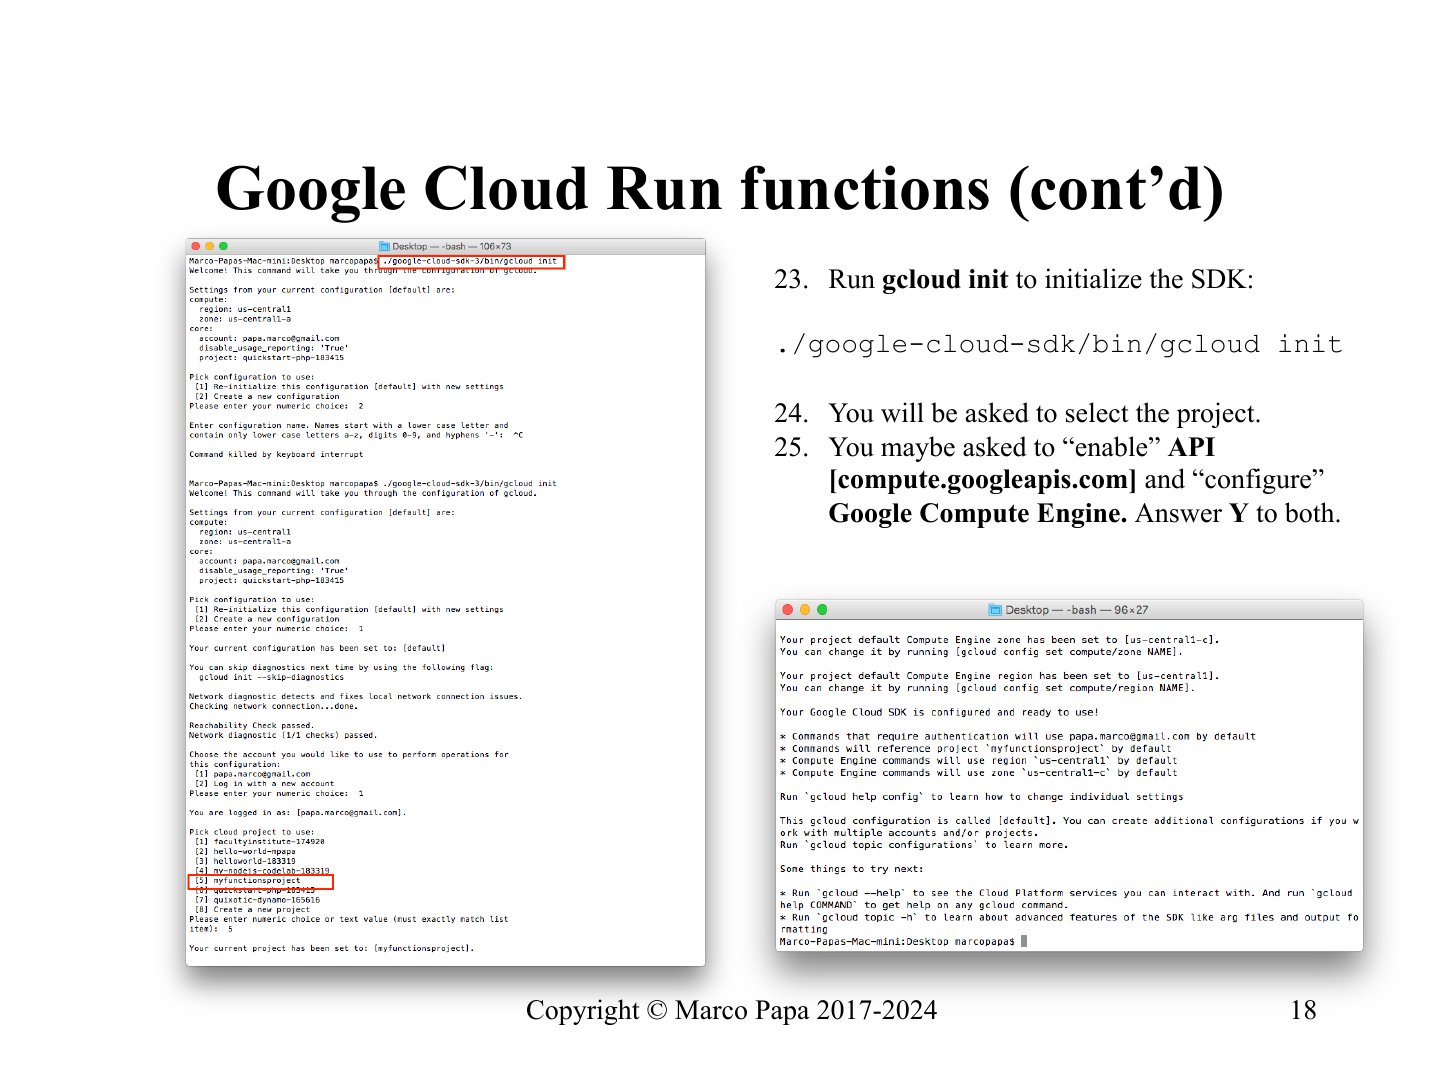 Google Cloud Run functions (cont’d)
Desktop — -bash — 106×73
Marco-Papas-Mac-mini:Desktop marcopapa$ ./google-cloud-sdk-3/bin/gcloud init
Welcome! This command will take you through the configuration of gcloud.
Settings from your current configuration [default] are:
compute:
region: us-central1
zone: us-central1-a
core:
account: papa.marco@gmail.com
disable_usage_reporting: 'True'
project: quickstart-php-183415
Pick configuration to use:
[1] Re-initialize this configuration [default] with new settings
[2] Create a new configuration
Please enter your numeric choice:  2
Enter configuration name. Names start with a lower case letter and
contain only lower case letters a-z, digits 0-9, and hyphens '-':  ^C
Command killed by keyboard interrupt
Marco-Papas-Mac-mini:Desktop marcopapa$ ./google-cloud-sdk-3/bin/gcloud init
Welcome! This command will take you through the configuration of gcloud.
Settings from your current configuration [default] are:
compute:
region: us-central1
zone: us-central1-a
core:
account: papa.marco@gmail.com
disable_usage_reporting: 'True'
project: quickstart-php-183415
Pick configuration to use:
[1] Re-initialize this configuration [default] with new settings
[2] Create a new configuration
Please enter your numeric choice:  1
Your current configuration has been set to: [default]
You can skip diagnostics next time by using the following flag:
gcloud init --skip-diagnostics
Network diagnostic detects and fixes local network connection issues.
Checking network connection...done.
Reachability Check passed.
Network diagnostic (1/1 checks) passed.
Choose the account you would like to use to perform operations for
this configuration:
[1] papa.marco@gmail.com
[2] Log in with a new account
Please enter your numeric choice:  1
You are logged in as: [papa.marco@gmail.com].
Pick cloud project to use:
[1] facultyinstitute-174920
[2] hello-world-mpapa
[3] helloworld-183319
[4] my-nodejs-codelab-183319
[5] myfunctionsproject
[6] quickstart-php-183415
[7] quixotic-dynamo-165616
[8] Create a new project
Please enter numeric choice or text value (must exactly match list
item):  5
Your current project has been set to: [myfunctionsproject].
23. Run gcloud init to initialize the SDK:
./google-cloud-sdk/bin/gcloud init
24. You will be asked to select the project.
25. You maybe asked to “enable” API
[compute.googleapis.com] and “configure”
Google Compute Engine. Answer Y to both.
Desktop — -bash — 96×27
Your project default Compute Engine zone has been set to [us-central1-c].
You can change it by running [gcloud config set compute/zone NAME].
Your project default Compute Engine region has been set to [us-central1].
You can change it by running [gcloud config set compute/region NAME].
Your Google Cloud SDK is configured and ready to use!
* Commands that require authentication will use papa.marco@gmail.com by default
* Commands will reference project `myfunctionsproject` by default
* Compute Engine commands will use region `us-central1` by default
* Compute Engine commands will use zone `us-central1-c` by default
Run `gcloud help config` to learn how to change individual settings
This gcloud configuration is called [default]. You can create additional configurations if you w
ork with multiple accounts and/or projects.
Run `gcloud topic configurations` to learn more.
Some things to try next:
* Run `gcloud --help` to see the Cloud Platform services you can interact with. And run `gcloud
help COMMAND` to get help on any gcloud command.
* Run `gcloud topic -h` to learn about advanced features of the SDK like arg files and output fo
rmatting
Marco-Papas-Mac-mini:Desktop marcopapa$
Copyright © Marco Papa 2017-2024
18